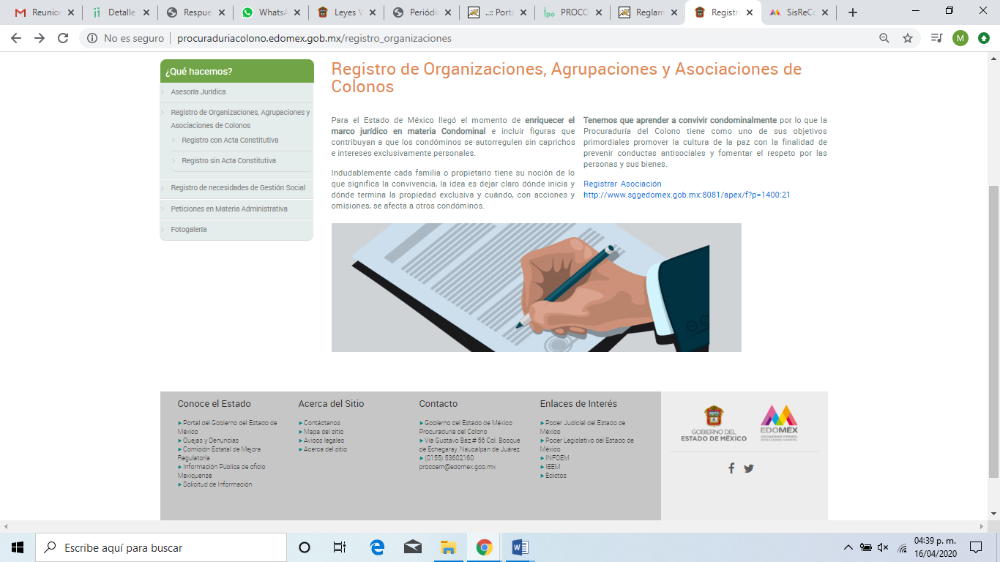 Reunion
Detalle
Respue
WhatsA
Leyes V
Periódi
..:: Porta
PROCO
Reglam
Registr
SisReCo
No es seguro
procuraduriacolono.edomex.gob.mx/registro_organizaciones
M
¿Qué hacemos?
Asesoría Jurídica
Registro de Organizaciones, Agrupaciones y
Asociaciones de Colonos
Registro con Acta Constitutiva
Registro sin Acta Constitutiva
Registro de necesidades de Gestión Social
Peticiones en Materia Administrativa
Fotogalería
Registro de Organizaciones, Agrupaciones y Asociaciones de
Colonos
Para el Estado de México llegó el momento de enriquecer el
marco jurídico en materia Condominal e incluir figuras que
contribuyan a que los condóminos se autorregulen sin caprichos
e intereses exclusivamente personales.
Indudablemente cada familia o propietario tiene su noción de lo
que significa la convivencia, la idea es dejar claro dónde inicia y
dónde termina la propiedad exclusiva y cuándo, con acciones y
omisiones, se afecta a otros condóminos.
Tenemos que aprender a convivir condominalmente por lo que la
Procuraduría del Colono tiene como uno de sus objetivos
primordiales promover la cultura de la paz con la finalidad de
prevenir conductas antisociales y fomentar el respeto por las
personas y sus bienes.
Registrar Asociación
http://www.sggedomex.gob.mx:8081/apex/f?p=1400:21
Conoce el Estado
Portal del Gobierno del Estado de
México
Quejas y Denuncias
Comisión Estatal de Mejora
Regulatoria
Información Pública de oficio
Mexiquense
Solicitud de Información
Acerca del Sitio
Contáctanos
Mapa del sitio
Avisos legales
Acerca del sitio
Contacto
Gobierno del Estado de México
Procuraduría del Colono
Vía Gustavo Baz # 56 Col. Bosque
de Echegaray, Naucalpan de Juárez
(0155) 53602160
procoem@edomex.gob.mx
Enlaces de Interés
Poder Judicial del Estado de
México
Poder Legislativo del Estado de
México
INFOEM
IEEM
Edictos
GOBIERNO DEL
ESTADO DE MÉXICO
EDOMÉX
DECISIONES FIRMES,
RESULTADOS FUERTES.
Escribe aquí para buscar
04:39 p. m.
16/04/2020